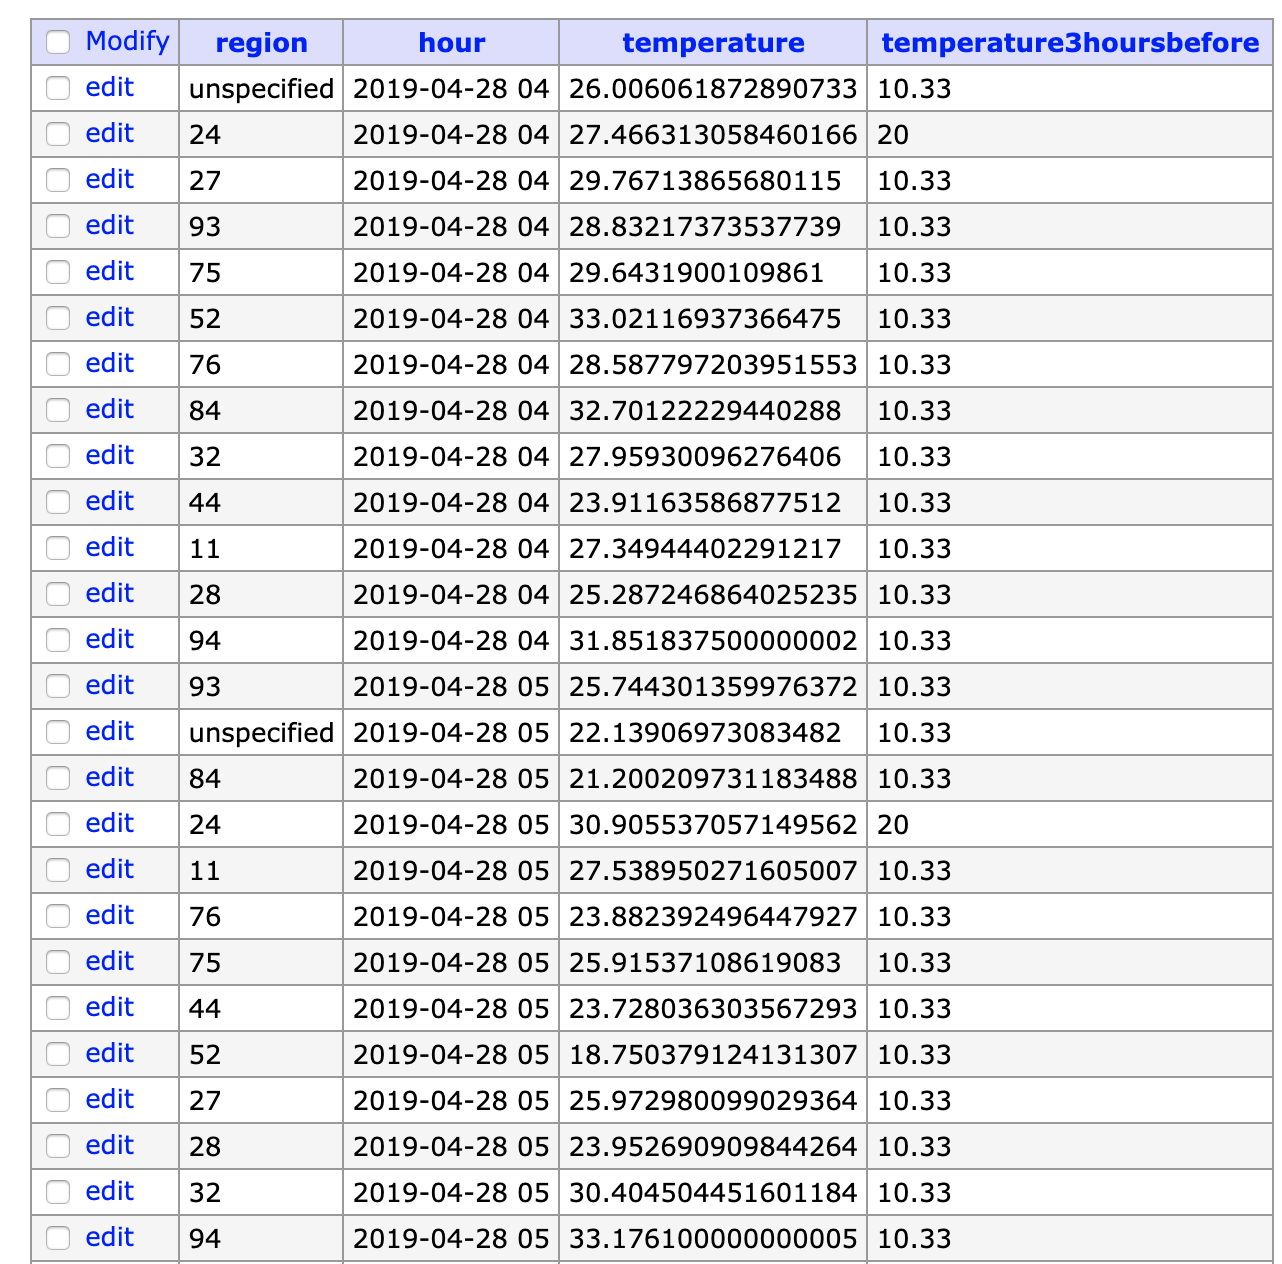 Modify region hour temperature temperature3hoursbefore
edit unspecified 2019-04-28 04 26.006061872890733 10.33
edit 24 2019-04-28 04 27.466313058460166 20
edit 27 2019-04-28 04 29.76713865680115 10.33
edit 93 2019-04-28 04 28.83217373537739 10.33
edit 75 2019-04-28 04 29.6431900109861 10.33
edit 52 2019-04-28 04 33.02116937366475 10.33
edit 76 2019-04-28 04 28.587797203951553 10.33
edit 84 2019-04-28 04 32.70122229440288 10.33
edit 32 2019-04-28 04 27.95930096276406 10.33
edit 44 2019-04-28 04 23.91163586877512 10.33
edit 11 2019-04-28 04 27.34944402291217 10.33
edit 28 2019-04-28 04 25.287246864025235 10.33
edit 94 2019-04-28 04 31.851837500000002 10.33
edit 93 2019-04-28 05 25.744301359976372 10.33
edit unspecified 2019-04-28 05 22.13906973083482 10.33
edit 84 2019-04-28 05 21.200209731183488 10.33
edit 24 2019-04-28 05 30.905537057149562 20
edit 11 2019-04-28 05 27.538950271605007 10.33
edit 76 2019-04-28 05 23.882392496447927 10.33
edit 75 2019-04-28 05 25.91537108619083 10.33
edit 44 2019-04-28 05 23.728036303567293 10.33
edit 52 2019-04-28 05 18.750379124131307 10.33
edit 27 2019-04-28 05 25.972980099029364 10.33
edit 28 2019-04-28 05 23.952690909844264 10.33
edit 32 2019-04-28 05 30.404504451601184 10.33
edit 94 2019-04-28 05 33.176100000000005 10.33